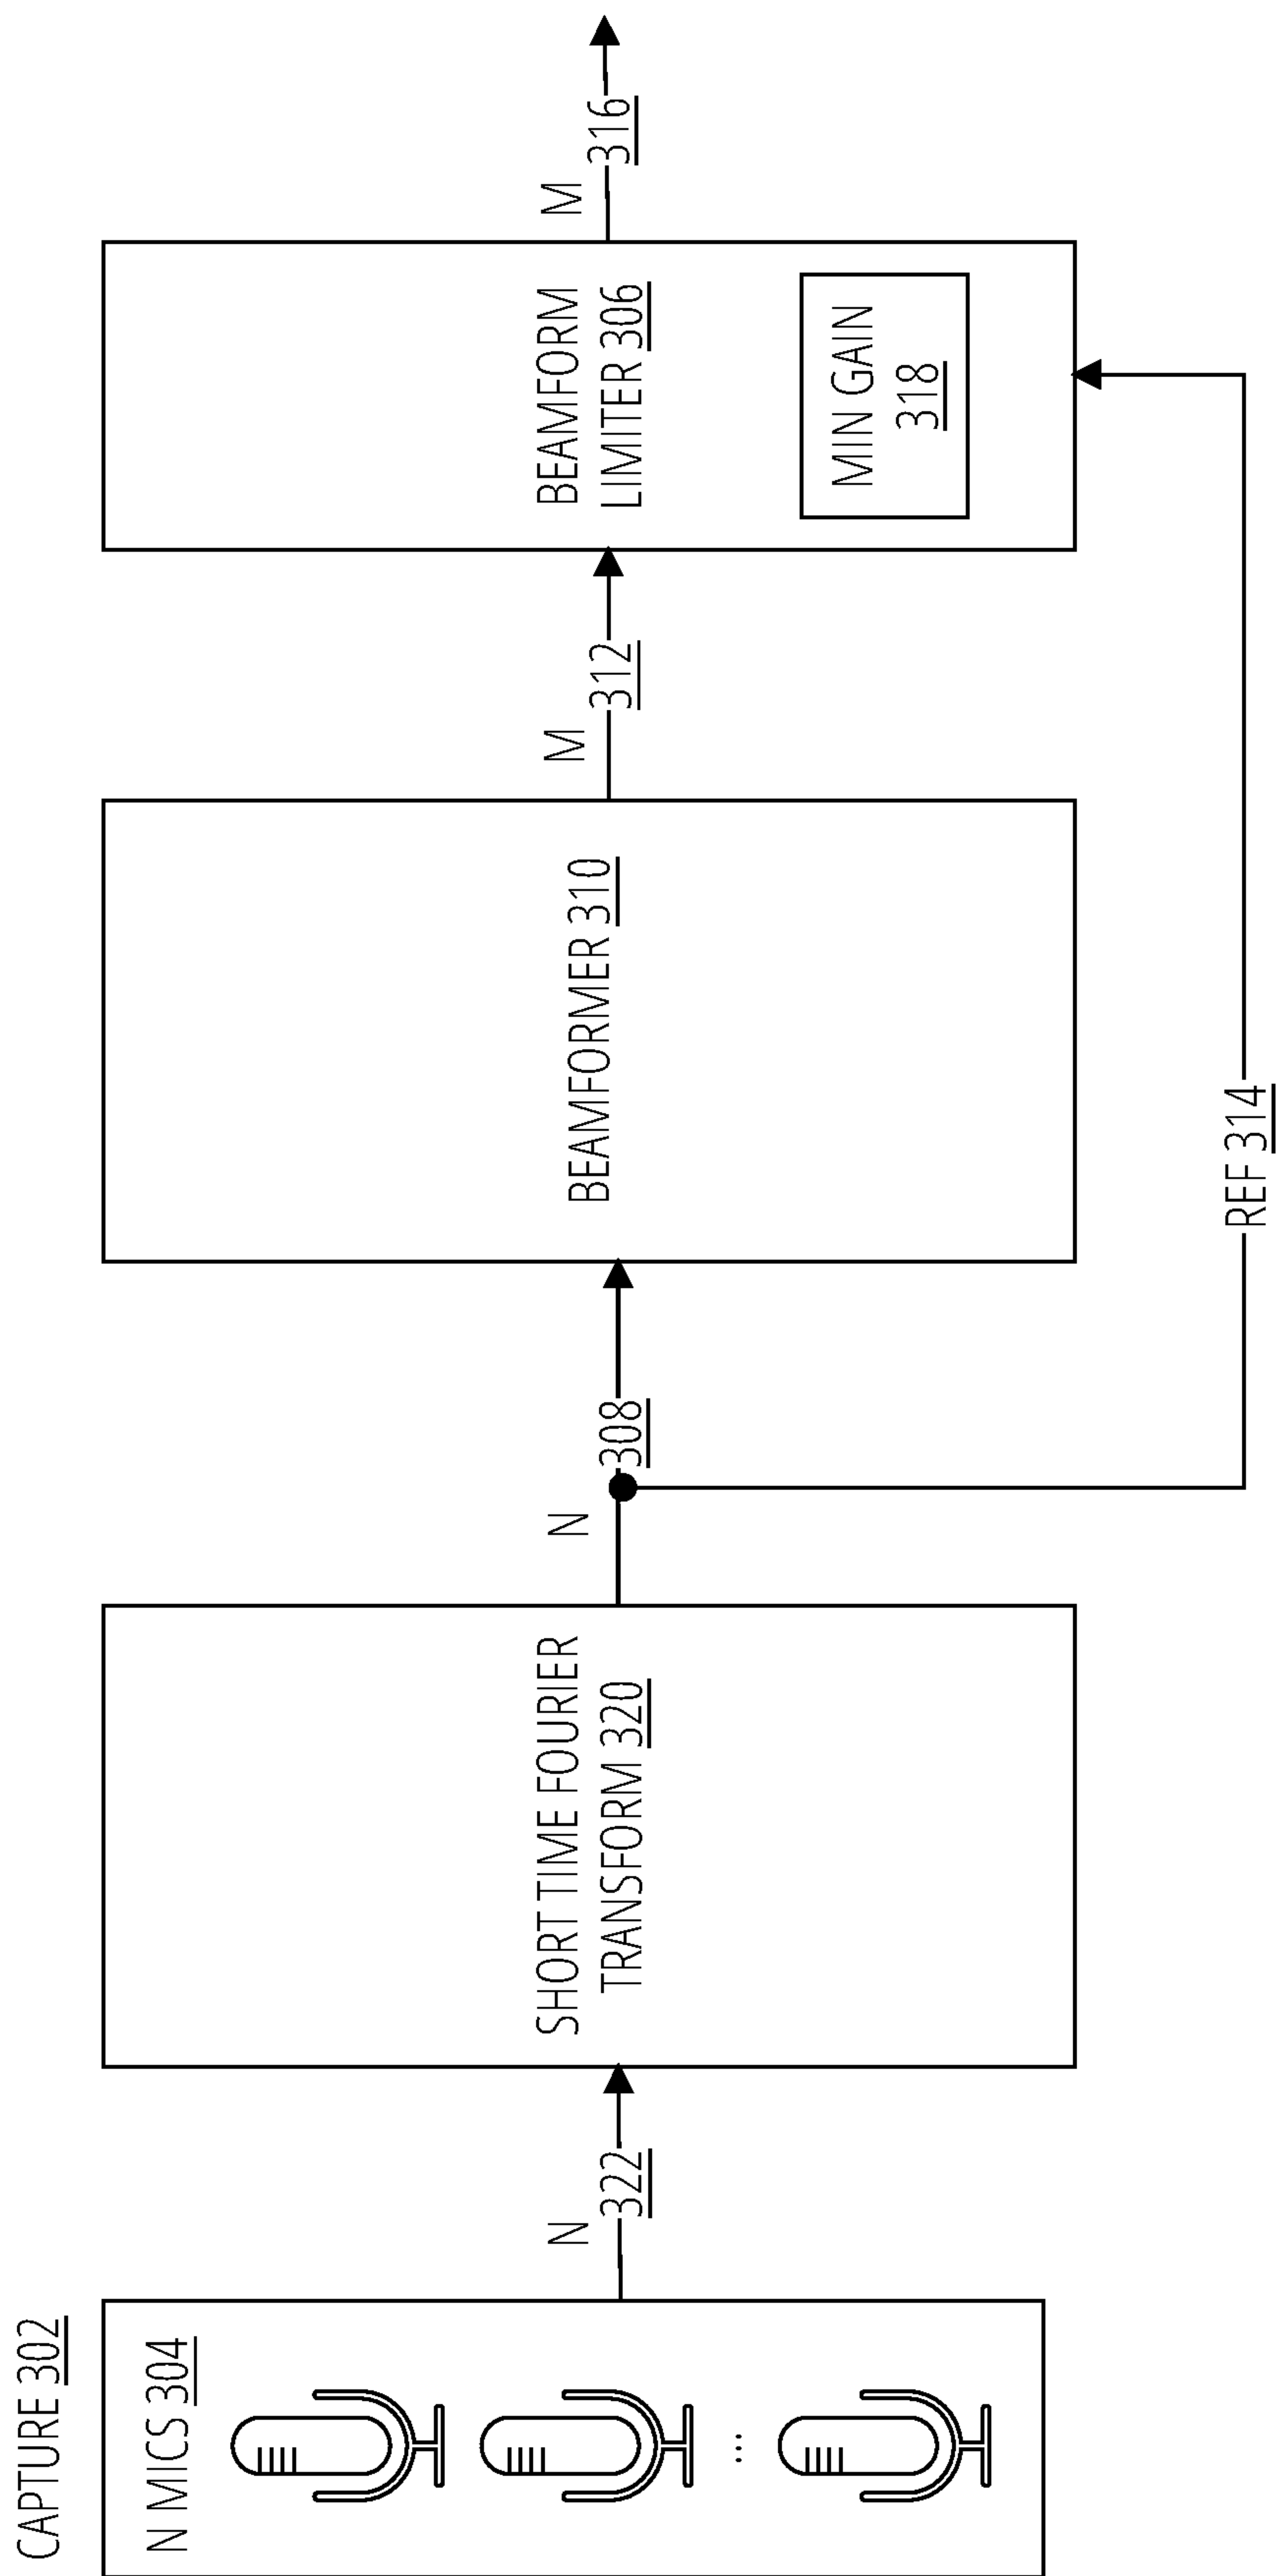 CAPTURE 302
N MICS 304
...
N
322
SHORT TIME FOURIER
TRANSFORM 320
N
308
BEAMFORMER 310
M
312
BEAMFORM
LIMITER 306
MIN GAIN
318
M
316
REF 314